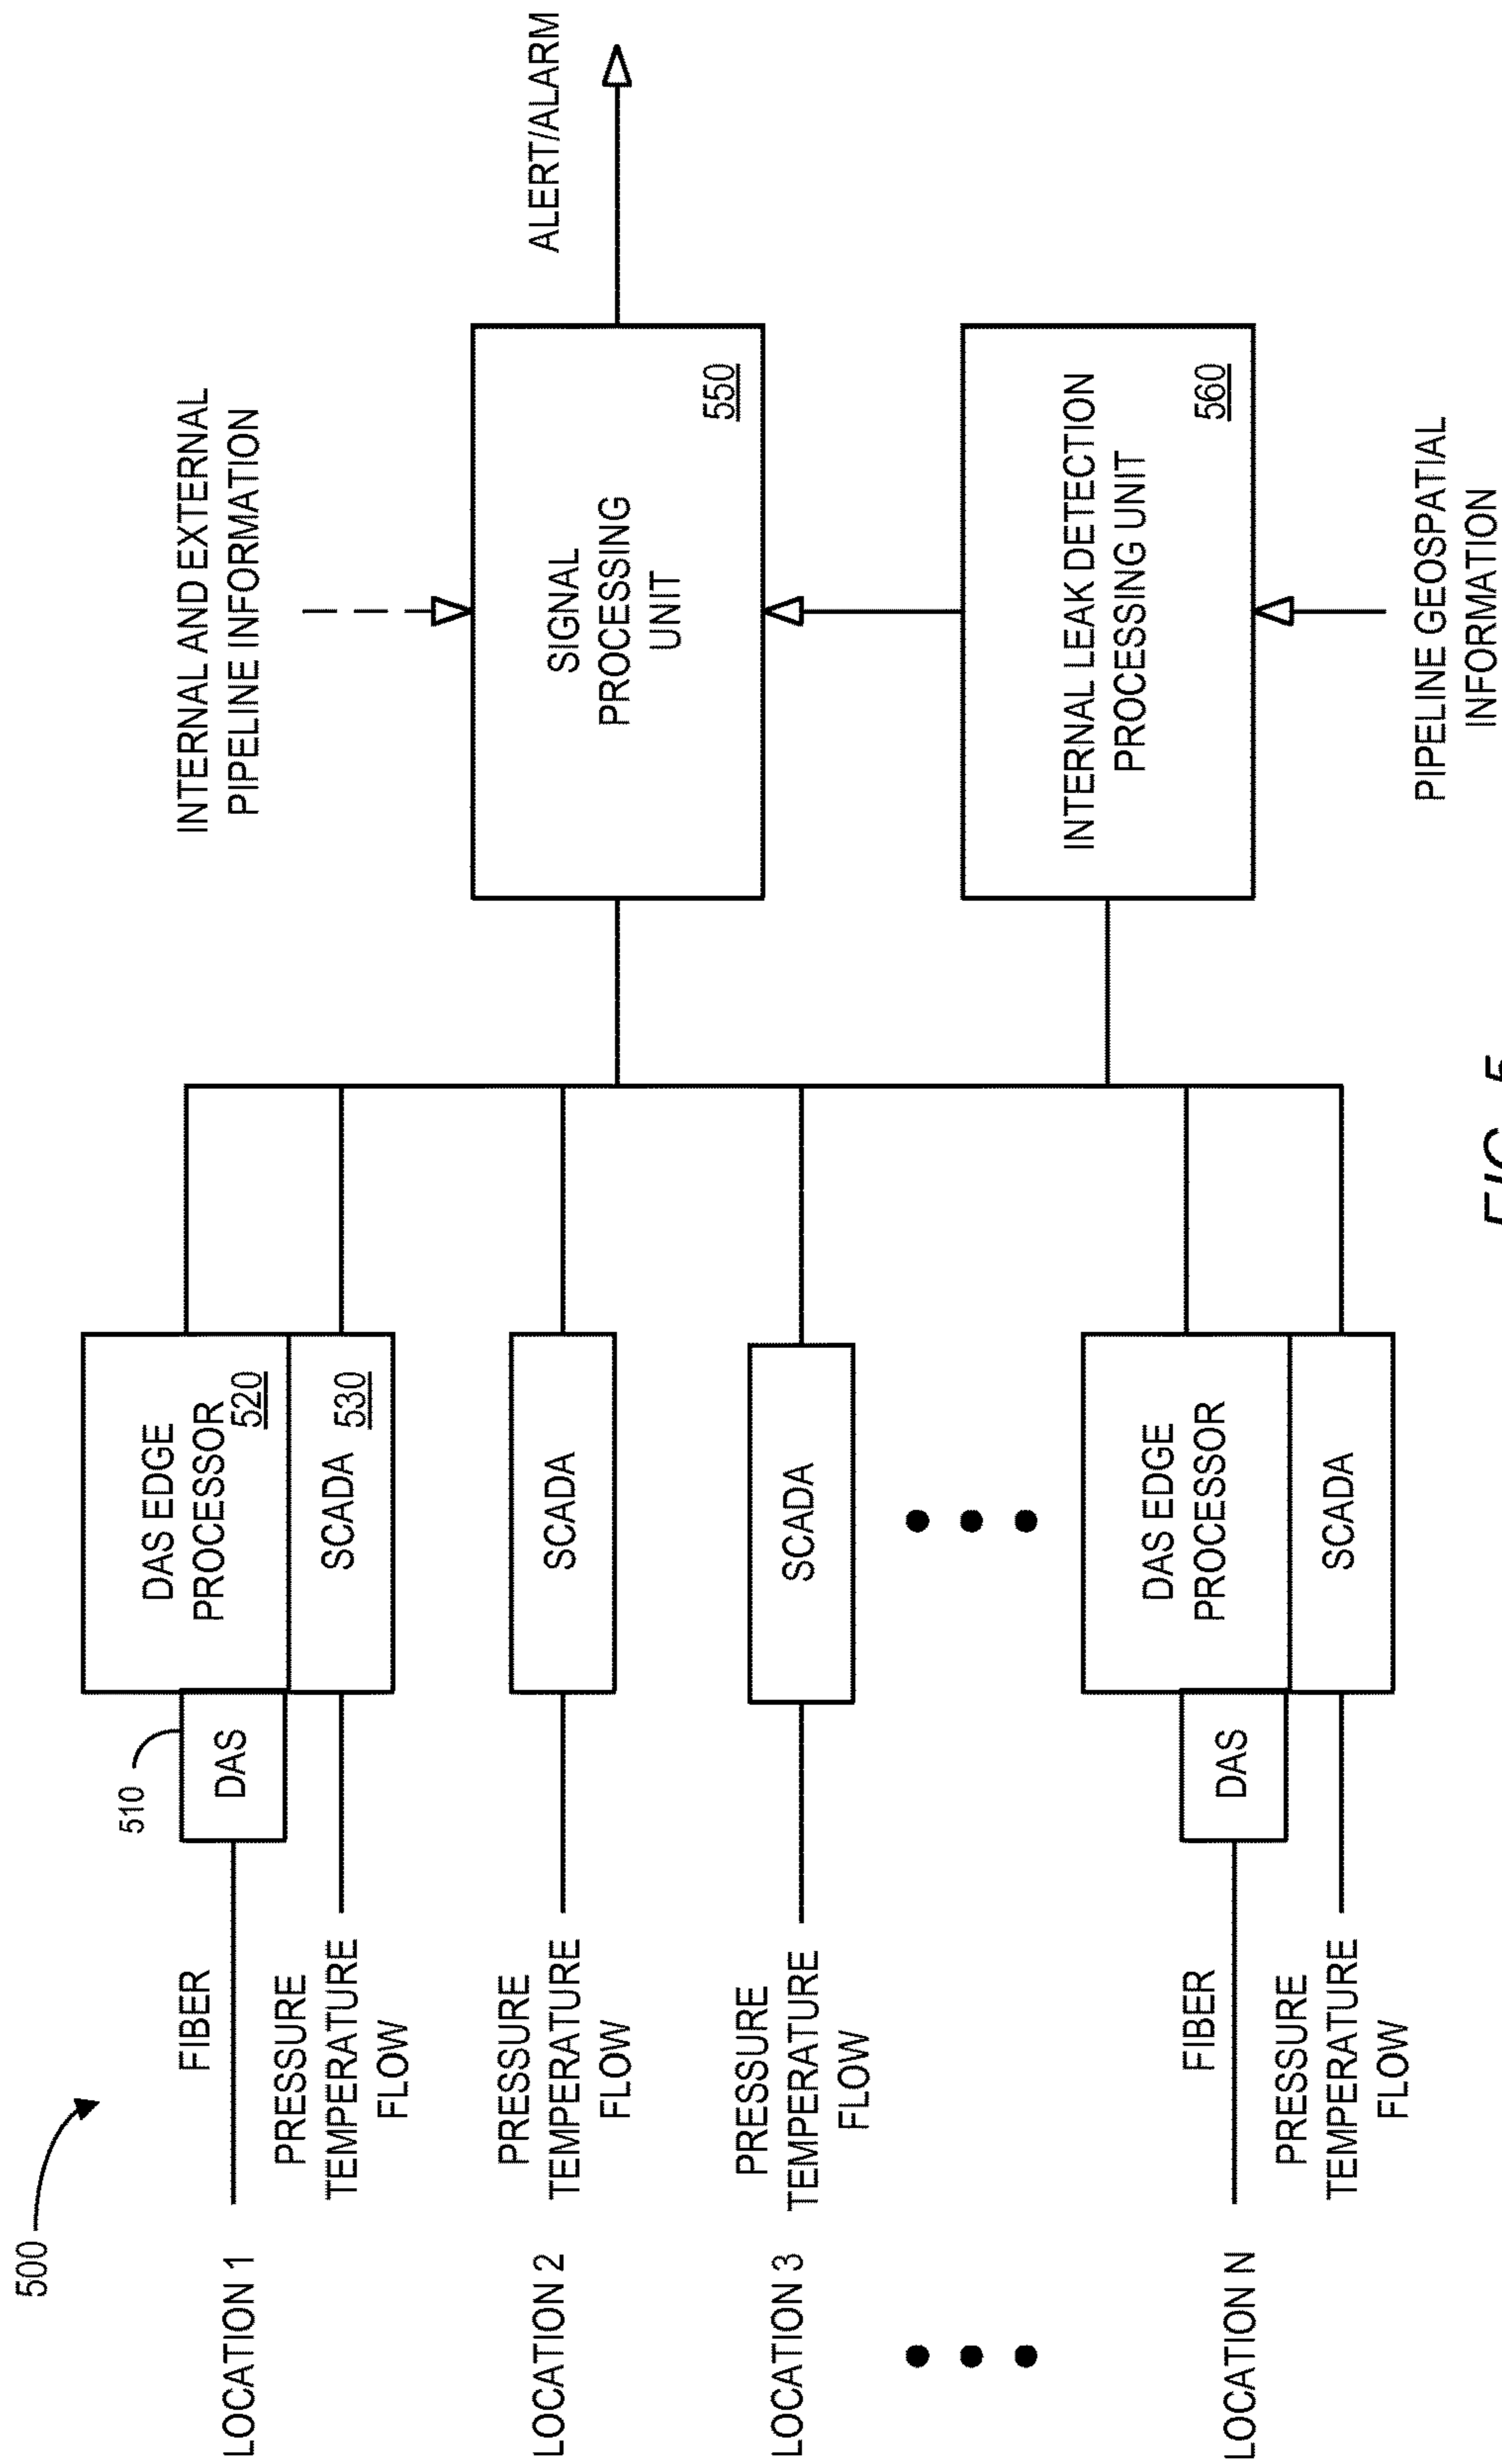 500
LOCATION 1
FIBER
510
DAS
DAS EDGE
PROCESSOR
520
PRESSURE
TEMPERATURE
FLOW
SCADA
530
LOCATION 2
PRESSURE
TEMPERATURE
FLOW
SCADA
LOCATION 3
PRESSURE
TEMPERATURE
FLOW
SCADA
LOCATION N
FIBER
DAS
DAS EDGE
PROCESSOR
PRESSURE
TEMPERATURE
FLOW
SCADA
INTERNAL AND EXTERNAL
PIPELINE INFORMATION
SIGNAL
PROCESSING
UNIT
550
ALERT/ALARM
INTERNAL LEAK DETECTION
PROCESSING UNIT
560
PIPELINE GEOSPATIAL
INFORMATION
FIG. 5